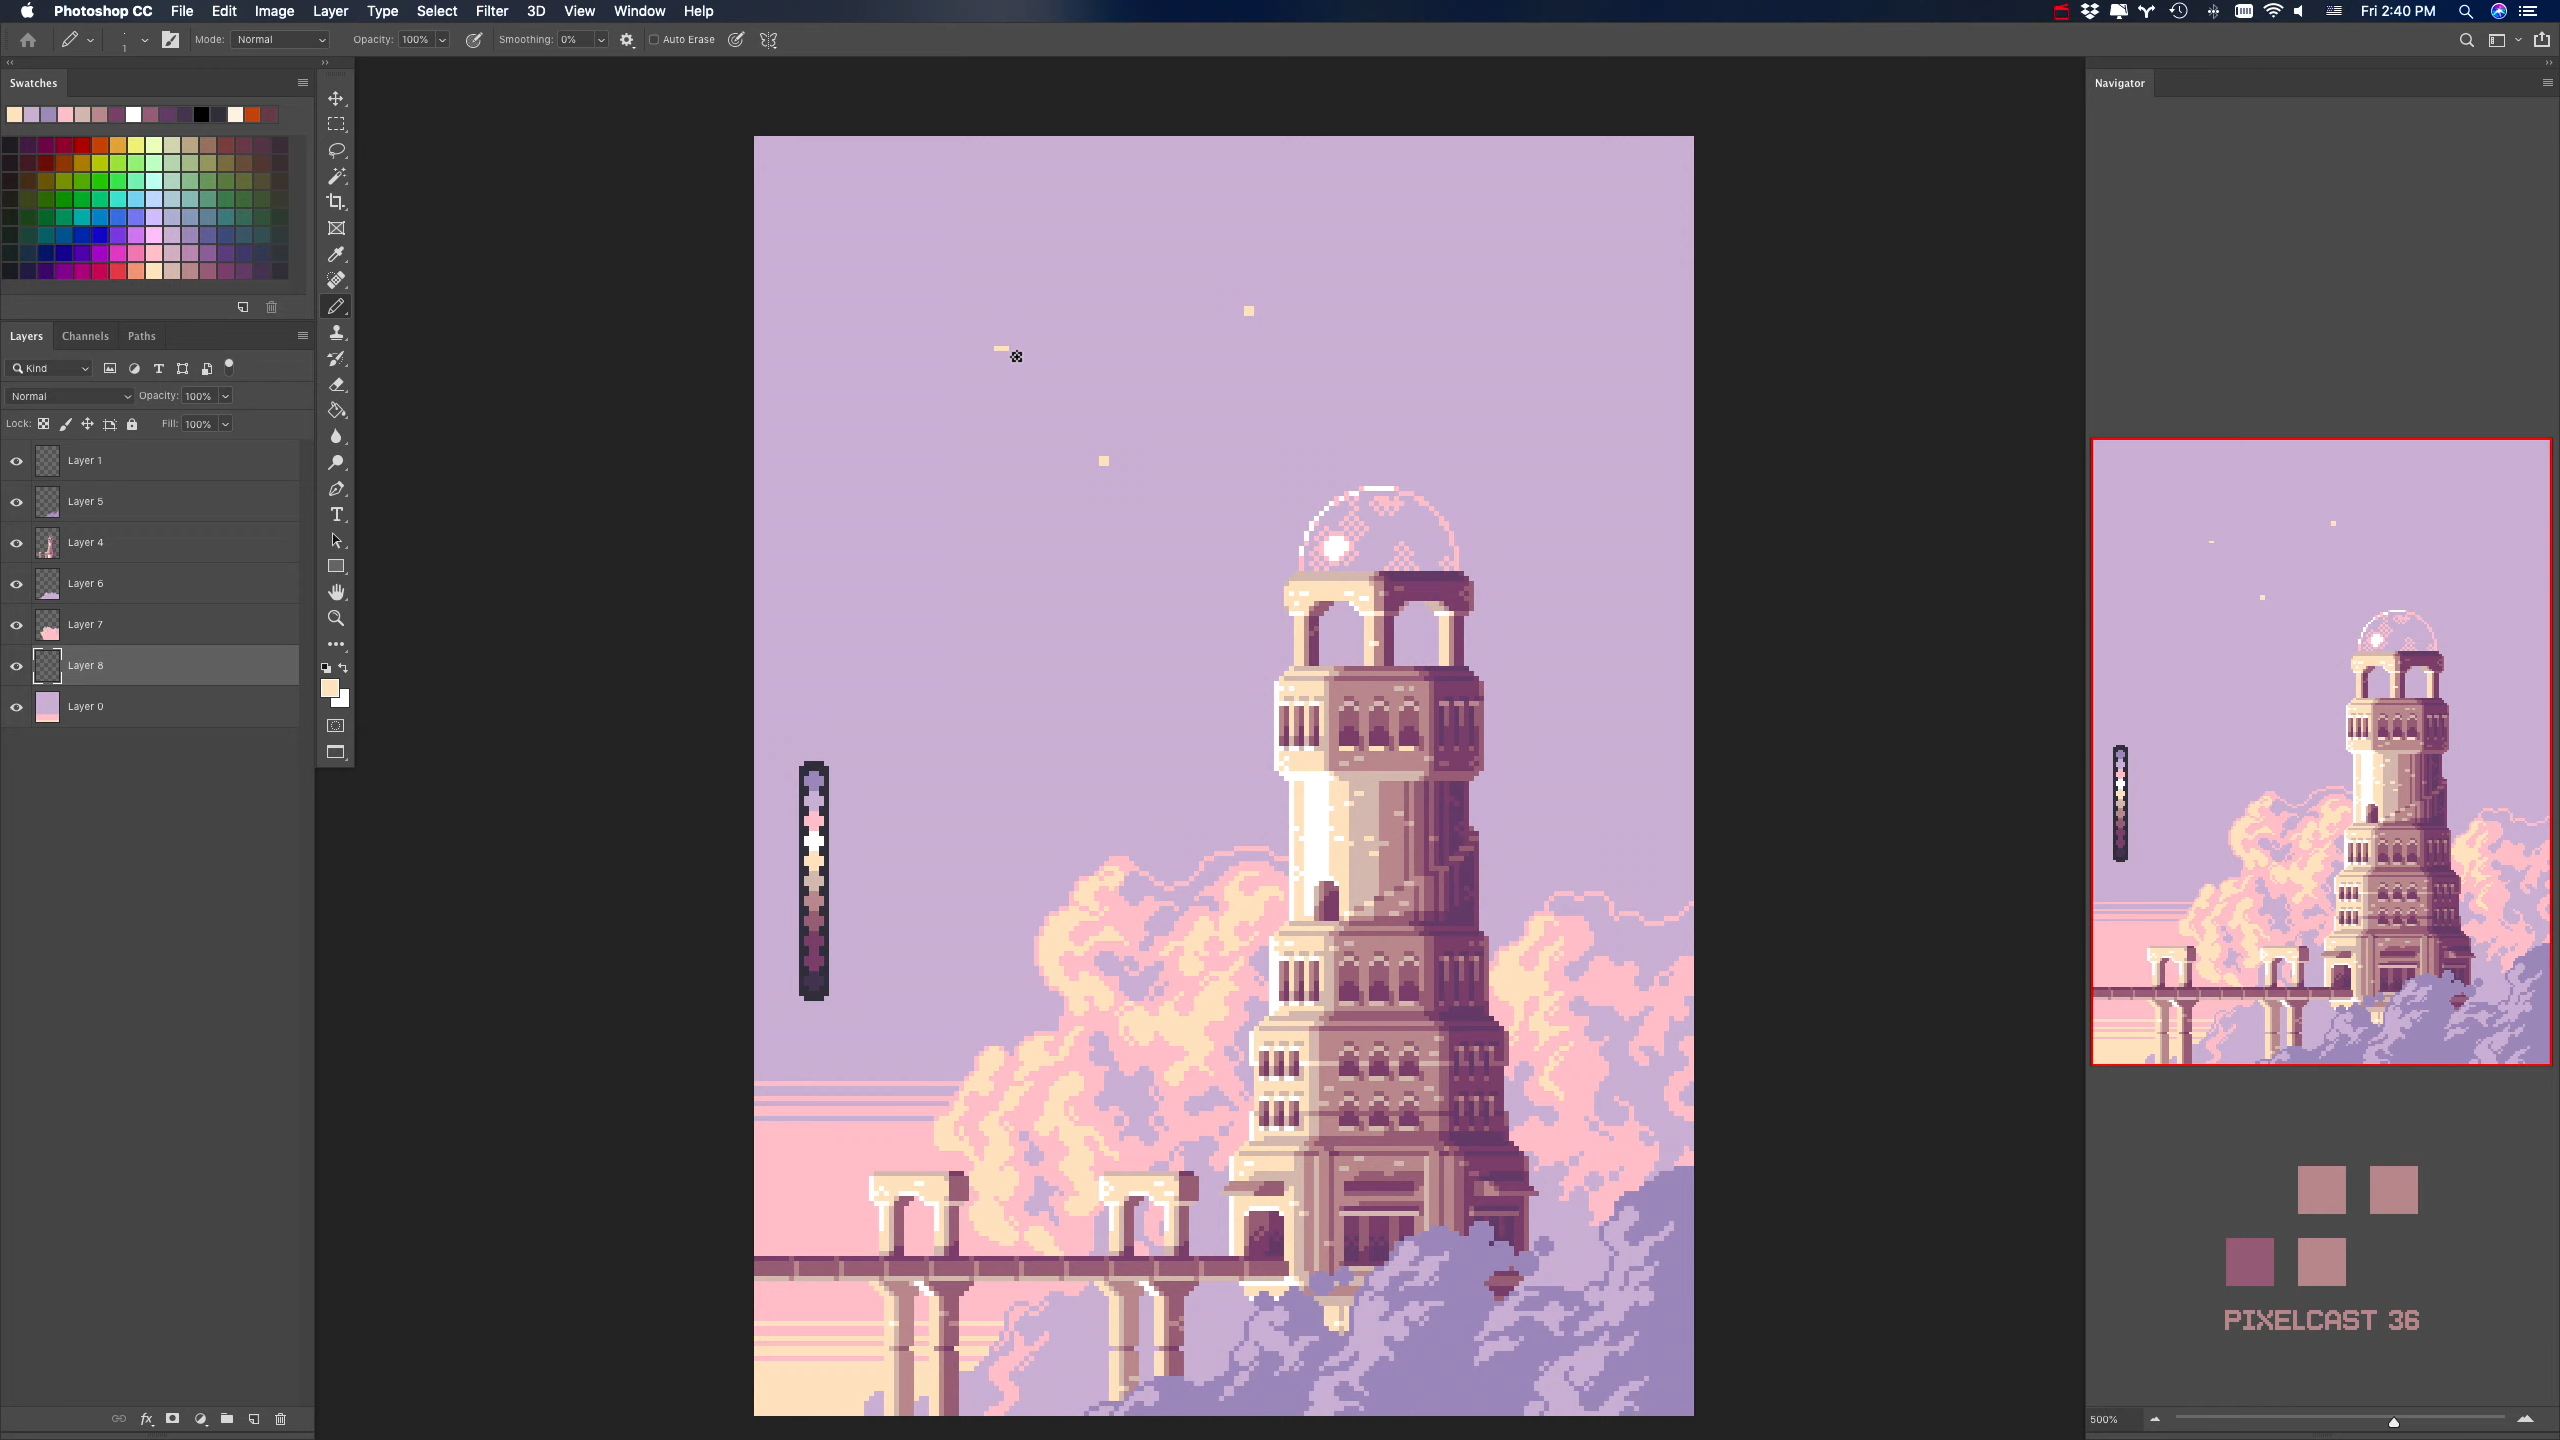 Photoshop CC File Edit Image Layer Type Select Filter 3D View Window Help Fri 2:40 PM
1 Mode: Normal Opacity: 100% Smoothing: 0% Auto Erase
Swatches
Navigator
Layers Channels Paths
Kind
Normal Opacity: 100%
Lock: Fill: 100%
Layer 1
Layer 5
Layer 4
Layer 6
Layer 7
Layer 8
Layer 0
fx
PIXELCAST 36
500%